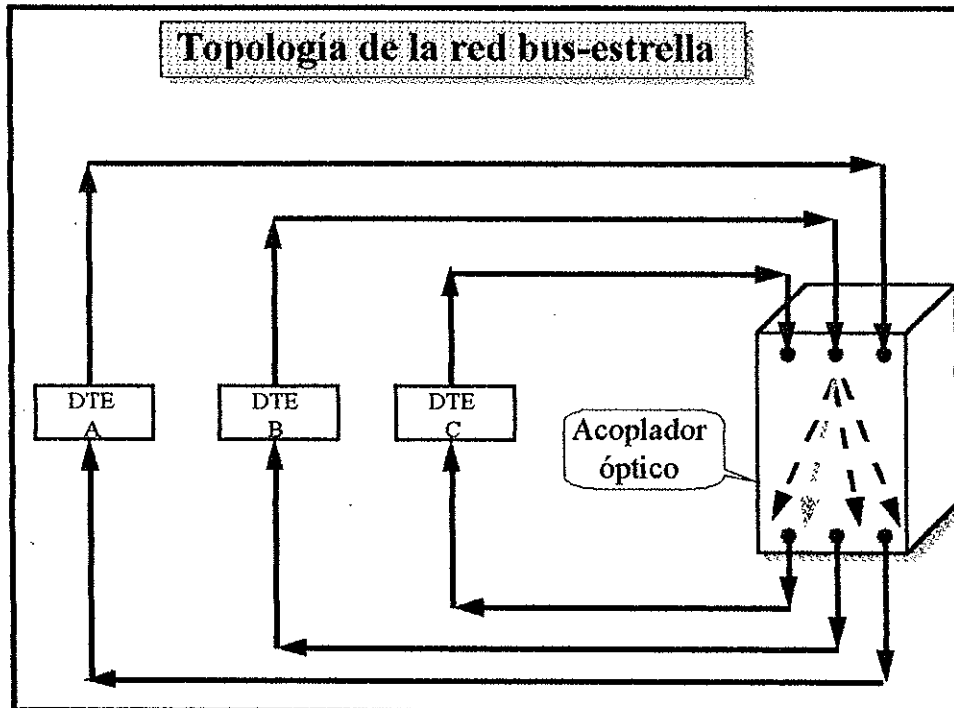 Topología de la red bus-estrella
DTE
A
DTE
B
DTE
C
Acoplador
óptico